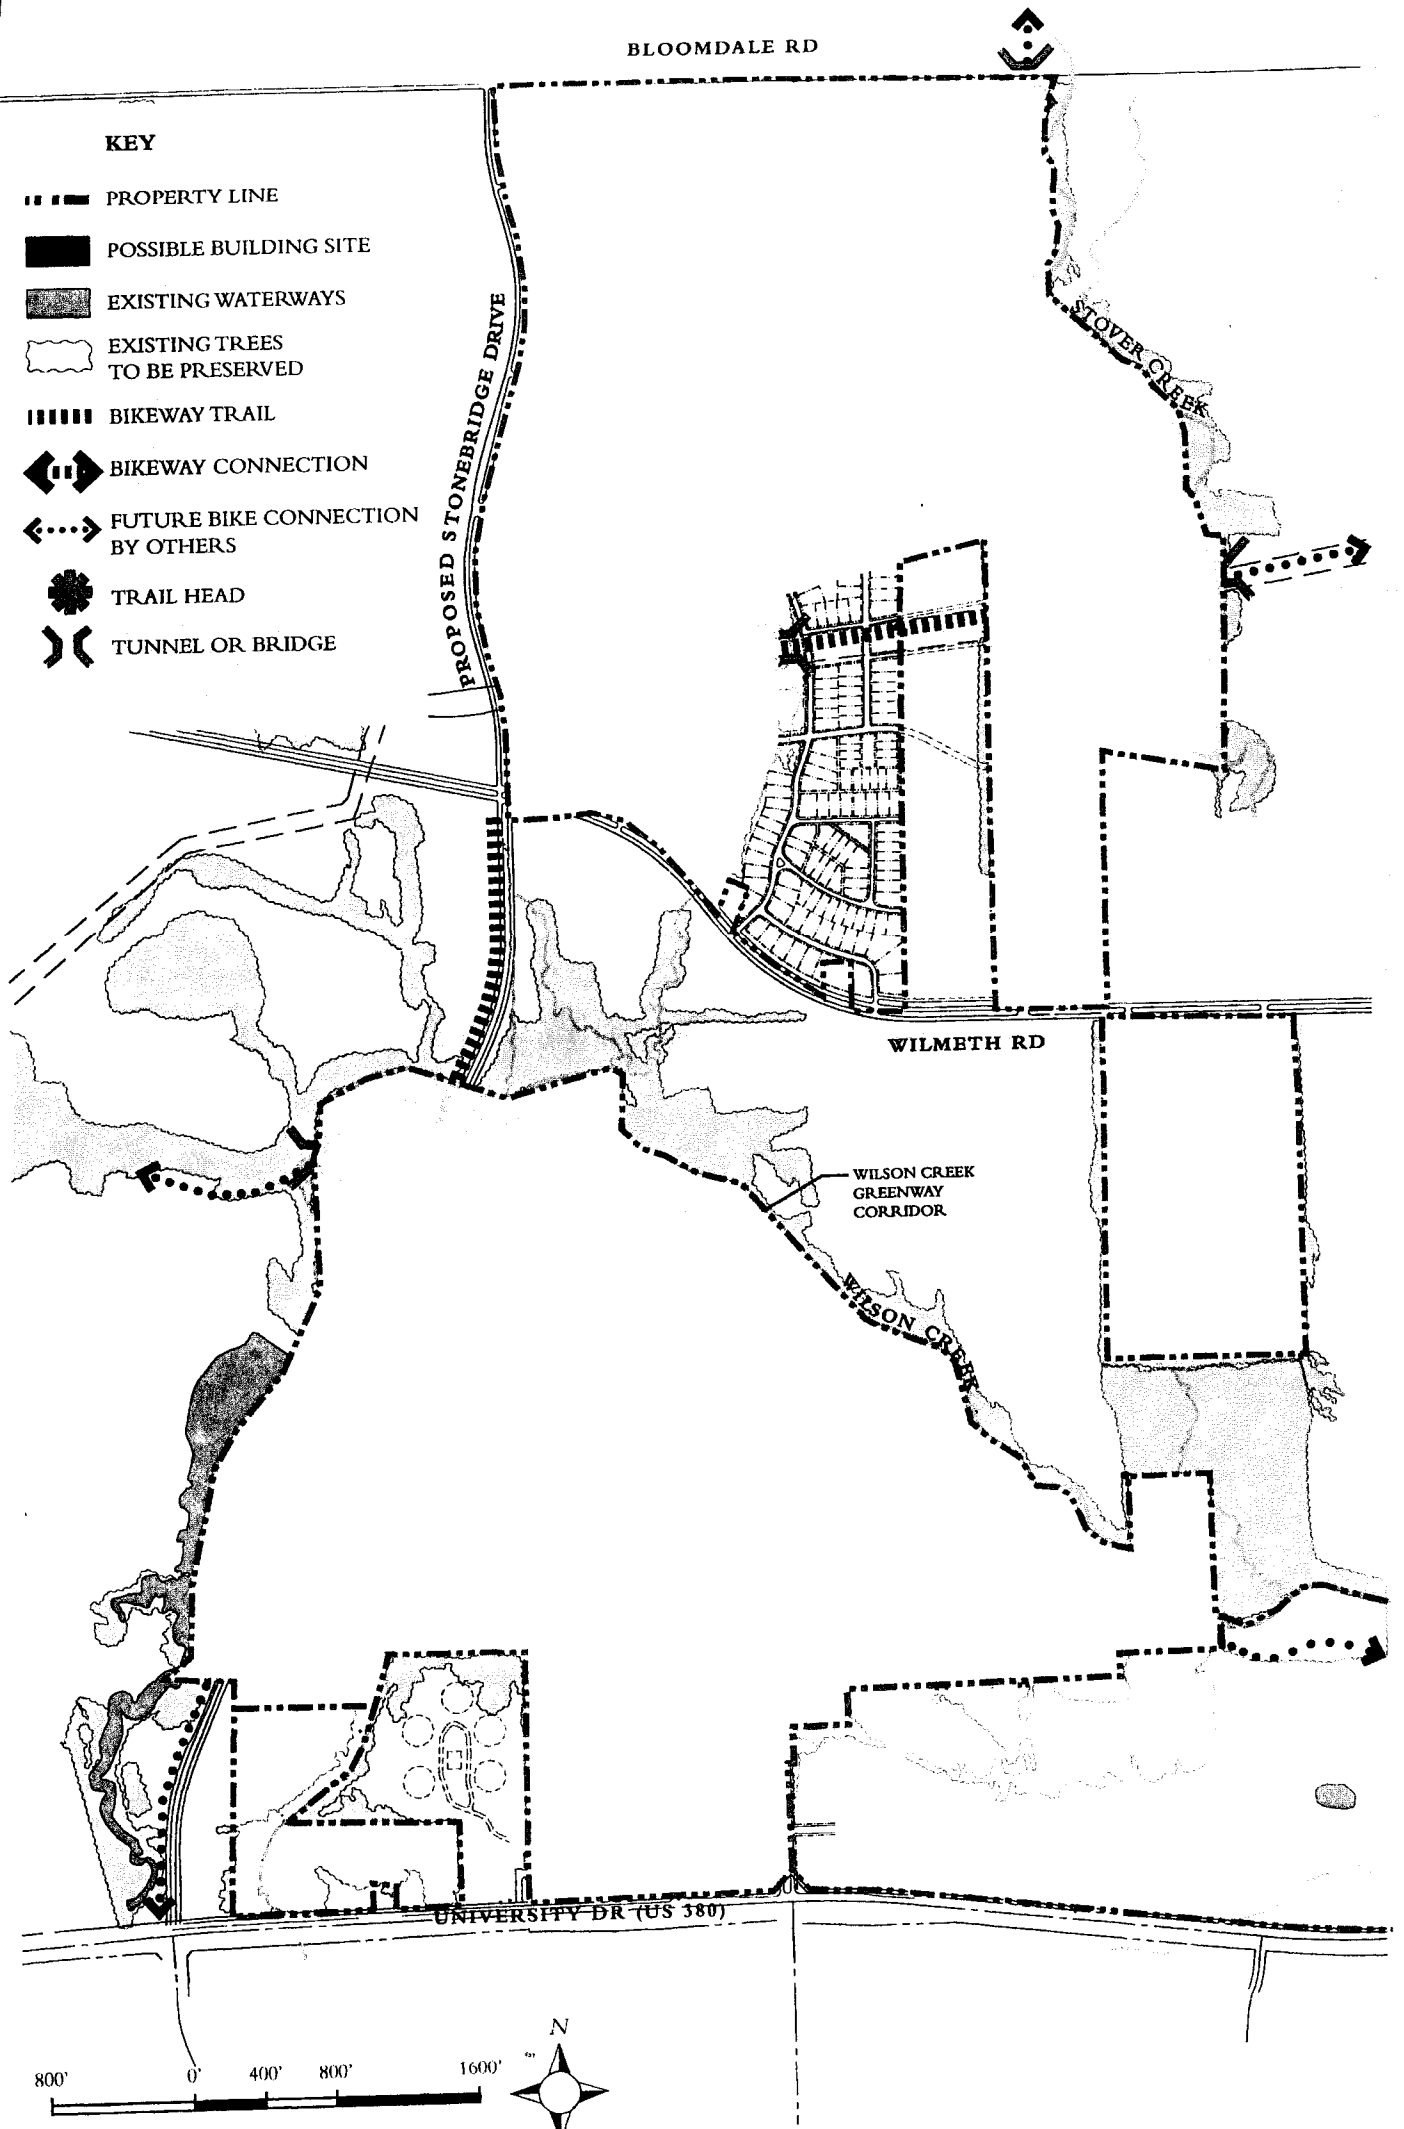 BLOOMDALE RD
KEY
PROPERTY LINE
POSSIBLE BUILDING SITE
EXISTING WATERWAYS
EXISTING TREES
TO BE PRESERVED
BIKEWAY TRAIL
BIKEWAY CONNECTION
FUTURE BIKE CONNECTION
BY OTHERS
TRAIL HEAD
TUNNEL OR BRIDGE
PROPOSED STONEBRIDGE DRIVE
STOVER CREEK
WILMETH RD
WILSON CREEK
GREENWAY
CORRIDOR
WILSON CREEK
UNIVERSITY DR (US 380)
N
800' 0' 400' 800' 1600'